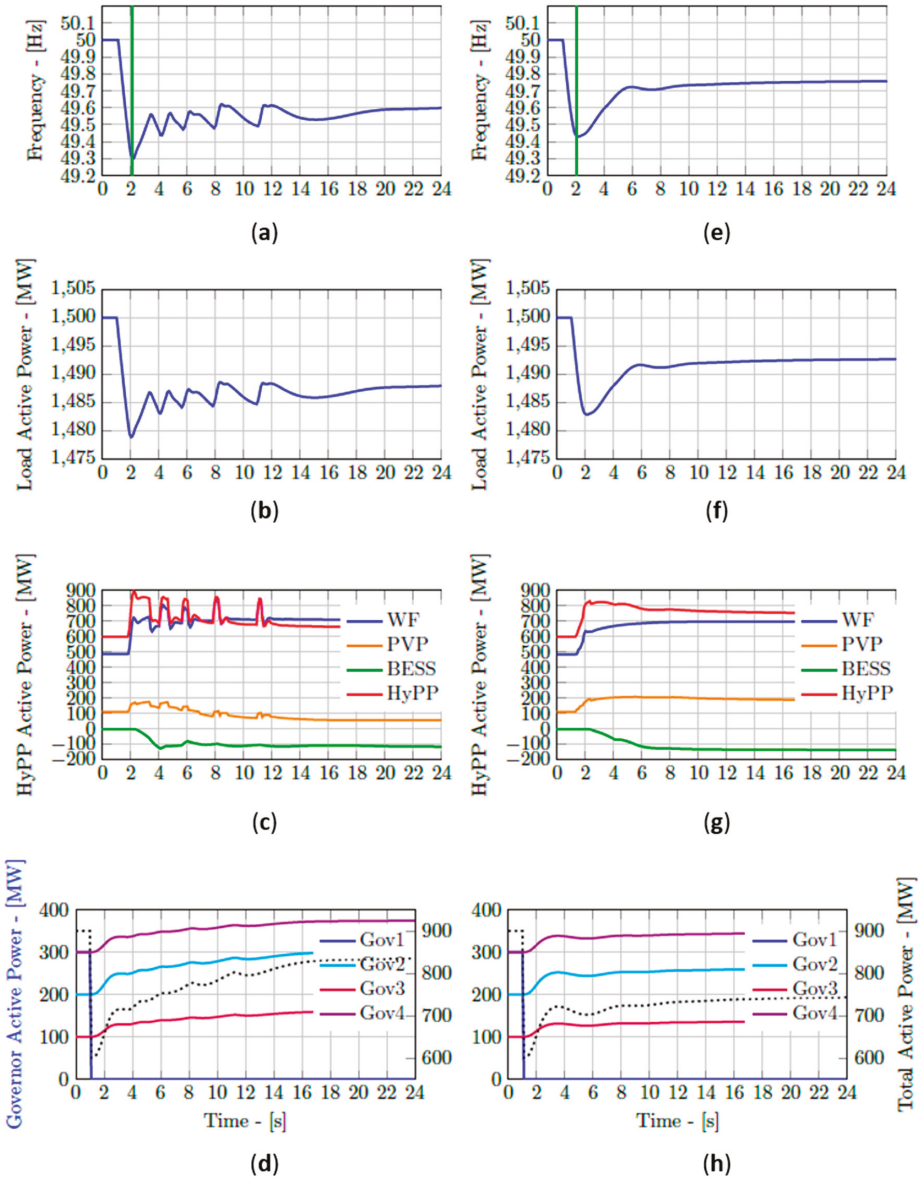 Frequency - [Hz]
50.1
50
49.9
49.8
49.7
49.6
49.5
49.4
49.3
49.2
0 2 4 6 8 10 12 14 16 18 20 22 24
(a)
Frequency - [Hz]
50.1
50
49.9
49.8
49.7
49.6
49.5
49.4
49.3
49.2
0 2 4 6 8 10 12 14 16 18 20 22 24
(e)
Load Active Power - [MW]
1,505
1,500
1,495
1,490
1,485
1,480
1,475
0 2 4 6 8 10 12 14 16 18 20 22 24
(b)
Load Active Power - [MW]
1,505
1,500
1,495
1,490
1,485
1,480
1,475
0 2 4 6 8 10 12 14 16 18 20 22 24
(f)
HyPP Active Power - [MW]
900
800
700
600
500
400
300
200
100
0
−100
−200
WF
PVP
BESS
HyPP
0 2 4 6 8 10 12 14 16 18 20 22 24
(c)
HyPP Active Power - [MW]
900
800
700
600
500
400
300
200
100
0
−100
−200
WF
PVP
BESS
HyPP
0 2 4 6 8 10 12 14 16 18 20 22 24
(g)
Governor Active Power - [MW]
400
300
200
100
0
Gov1
Gov2
Gov3
Gov4
900
800
700
600
0 2 4 6 8 10 12 14 16 18 20 22 24
Time - [s]
(d)
400
300
200
100
0
Gov1
Gov2
Gov3
Gov4
900
800
700
600
Total Active Power - [MW]
0 2 4 6 8 10 12 14 16 18 20 22 24
Time - [s]
(h)